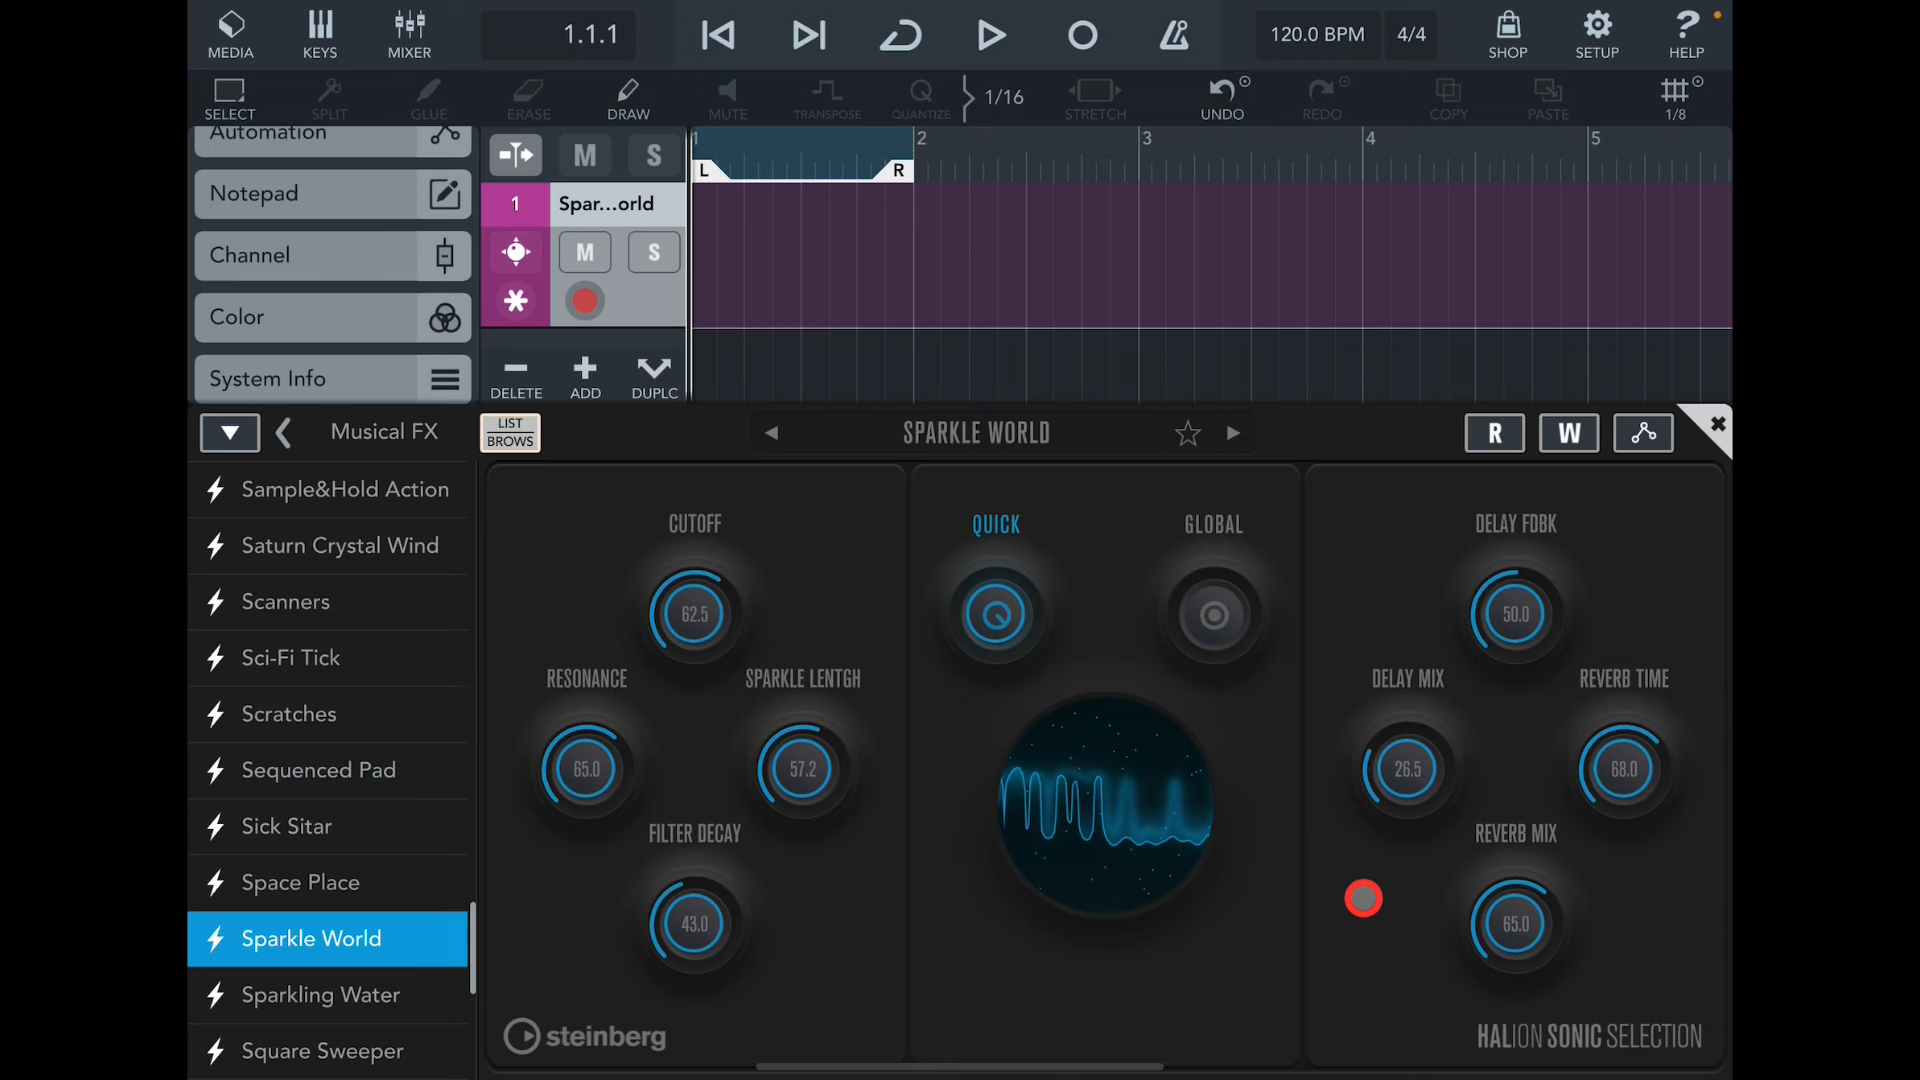 MEDIA
KEYS
MIXER
1.1.1
120.0 BPM
4/4
SHOP
SETUP
HELP
SELECT
SPLIT
GLUE
ERASE
DRAW
MUTE
TRANSPOSE
QUANTIZE
1/16
STRETCH
UNDO
REDO
COPY
PASTE
1/8
Automation
Notepad
Channel
Color
System Info
M
S
1
2
3
4
5
L
R
1
Spar...orld
M
S
DELETE
ADD
DUPLC
Musical FX
LIST
BROWS
SPARKLE WORLD
R
W
Sample&Hold Action
Saturn Crystal Wind
Scanners
Sci-Fi Tick
Scratches
Sequenced Pad
Sick Sitar
Space Place
Sparkle World
Sparkling Water
Square Sweeper
CUTOFF
62.5
RESONANCE
65.0
SPARKLE LENTGH
57.2
FILTER DECAY
43.0
QUICK
GLOBAL
DELAY FDBK
50.0
DELAY MIX
26.5
REVERB TIME
68.0
REVERB MIX
65.0
steinberg
HALION SONIC SELECTION